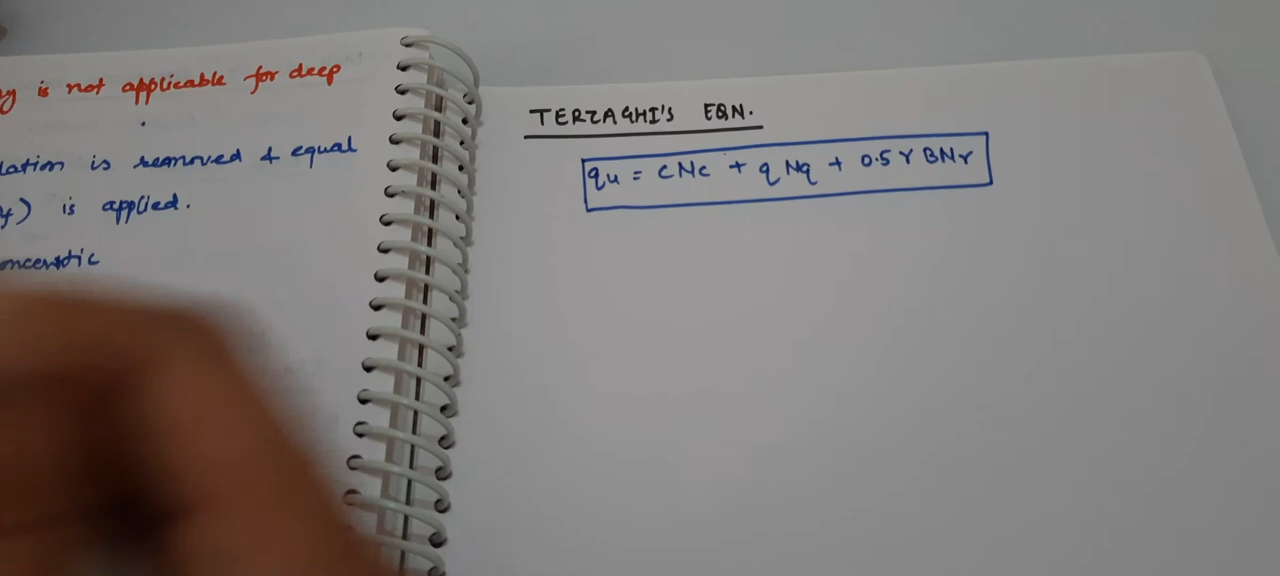 is not applicable for deep
lation is removed & equal
) is applied.
TERZAGHI'S EQN.
qu = CNc + q Nq + 0.5 γ BNγ